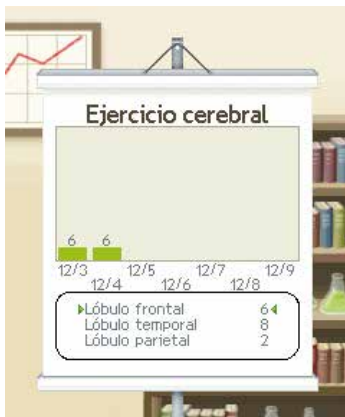 Ejercicio cerebral
6 6
12/3 12/5 12/7 12/9
12/4 12/6 12/8
Lóbulo frontal 6
Lóbulo temporal 8
Lóbulo parietal 2